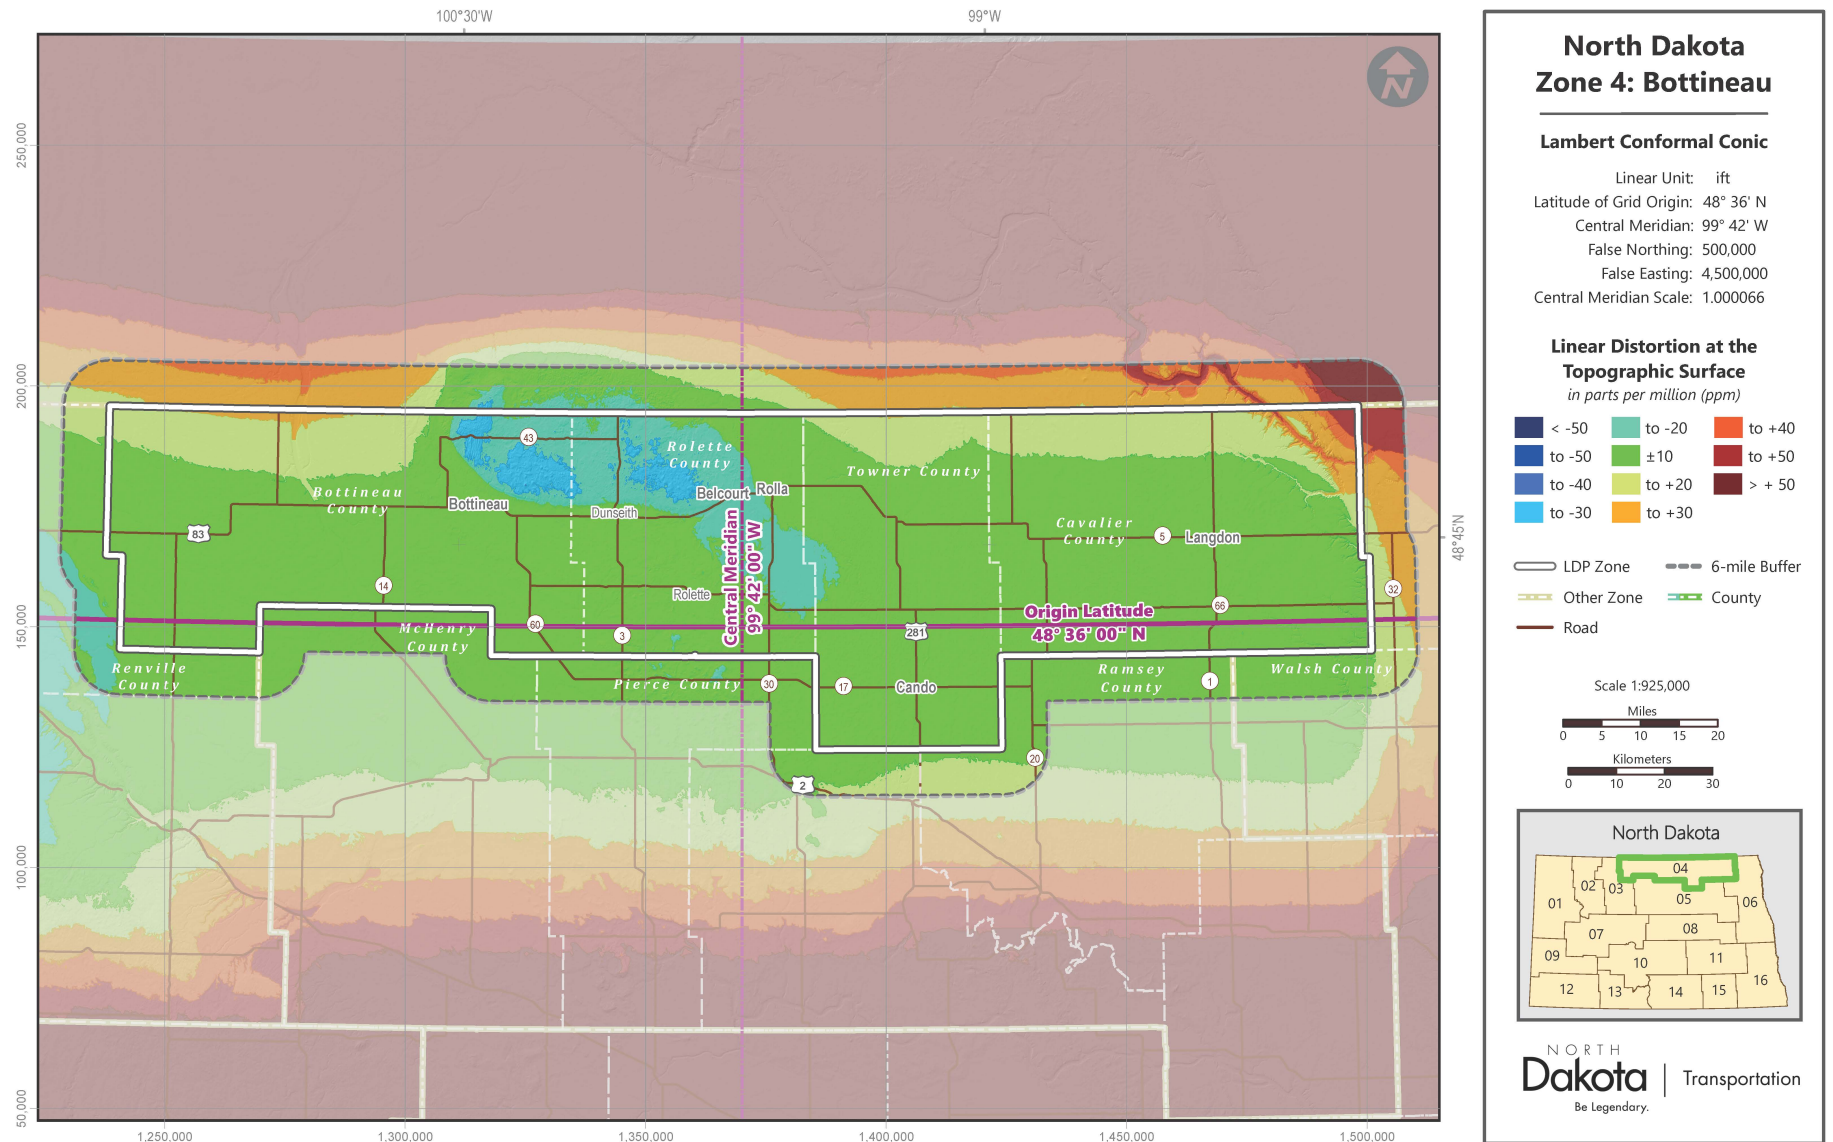 100°30'W
99°W
250,000
200,000
150,000
100,000
50,000
1,250,000
1,300,000
1,350,000
1,400,000
1,450,000
1,500,000
48°45'N
N
43
Rolette
County
Towner County
Bottineau
County
Bottineau
Dunseith
Belcourt
Rolla
83
Cavalier
County
5
Langdon
14
Rolette
Central Meridian
99° 42' 00" W
Origin Latitude
48° 36' 00" N
66
32
McHenry
County
60
3
281
Renville
County
Pierce County
30
17
Cando
Ramsey
County
1
Walsh County
20
2
North Dakota
Zone 4: Bottineau
Lambert Conformal Conic
Linear Unit: ift
Latitude of Grid Origin: 48° 36' N
Central Meridian: 99° 42' W
False Northing: 500,000
False Easting: 4,500,000
Central Meridian Scale: 1.000066
Linear Distortion at the
Topographic Surface
in parts per million (ppm)
< -50
to -50
to -40
to -30
to -20
±10
to +20
to +30
to +40
to +50
> + 50
LDP Zone
6-mile Buffer
Other Zone
County
Road
Scale 1:925,000
Miles
0 5 10 15 20
Kilometers
0 10 20 30
North Dakota
04
02
03
01
05
06
07
08
09
10
11
12
13
14
15
16
NORTH
Dakota
Transportation
Be Legendary.